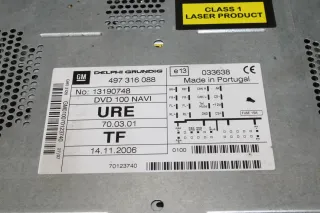 CLASS 1
LASER PRODUCT
GM
DELPHI GRUNDIG
497 316 088
e13
033638
CE
Made in Portugal
No: 13190748
DVD 100 NAVI
URE
70.03.01
TF
14.11.2006
0100
70123740